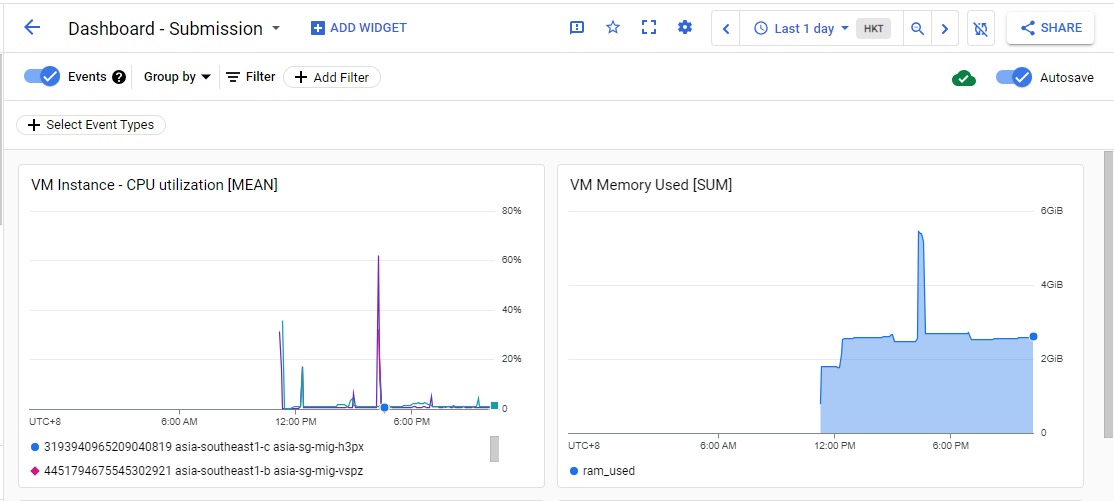 Dashboard - Submission
ADD WIDGET
Last 1 day
HKT
SHARE
Events
Group by
Filter
Add Filter
Autosave
Select Event Types
VM Instance - CPU utilization [MEAN]
80%
60%
40%
20%
0
UTC+8
6:00 AM
12:00 PM
6:00 PM
3193940965209040819 asia-southeast1-c asia-sg-mig-h3px
4451794675545302921 asia-southeast1-b asia-sg-mig-vspz
VM Memory Used [SUM]
6GiB
4GiB
2GiB
0
UTC+8
6:00 AM
12:00 PM
6:00 PM
ram_used